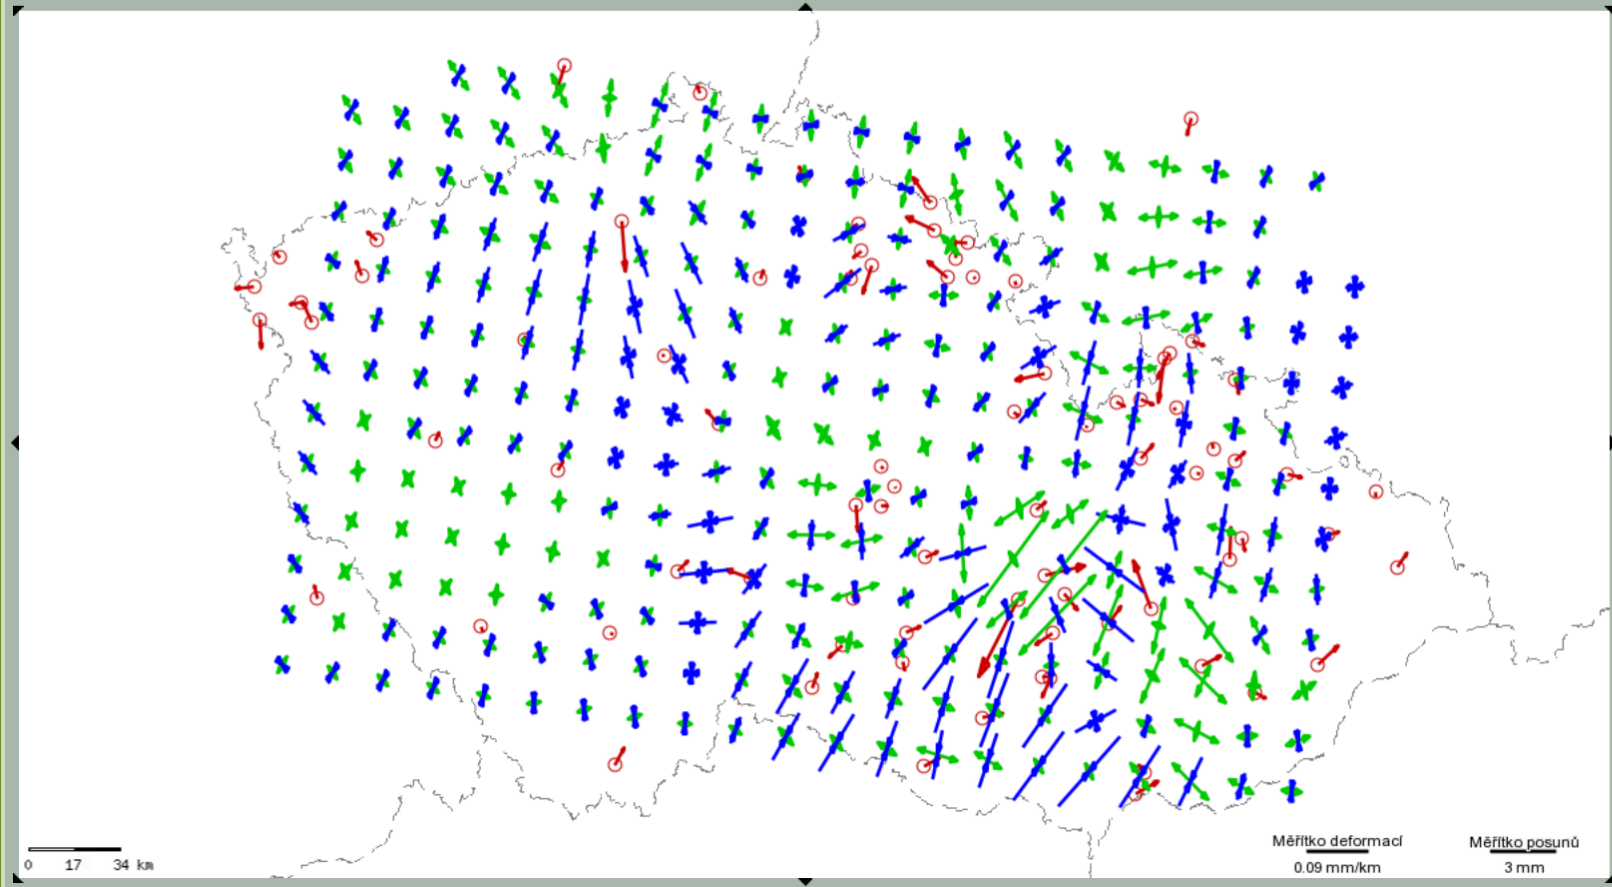 Měřítko deformací
Měřítko posunů
0 17 34 km
0.09 mm/km
3 mm